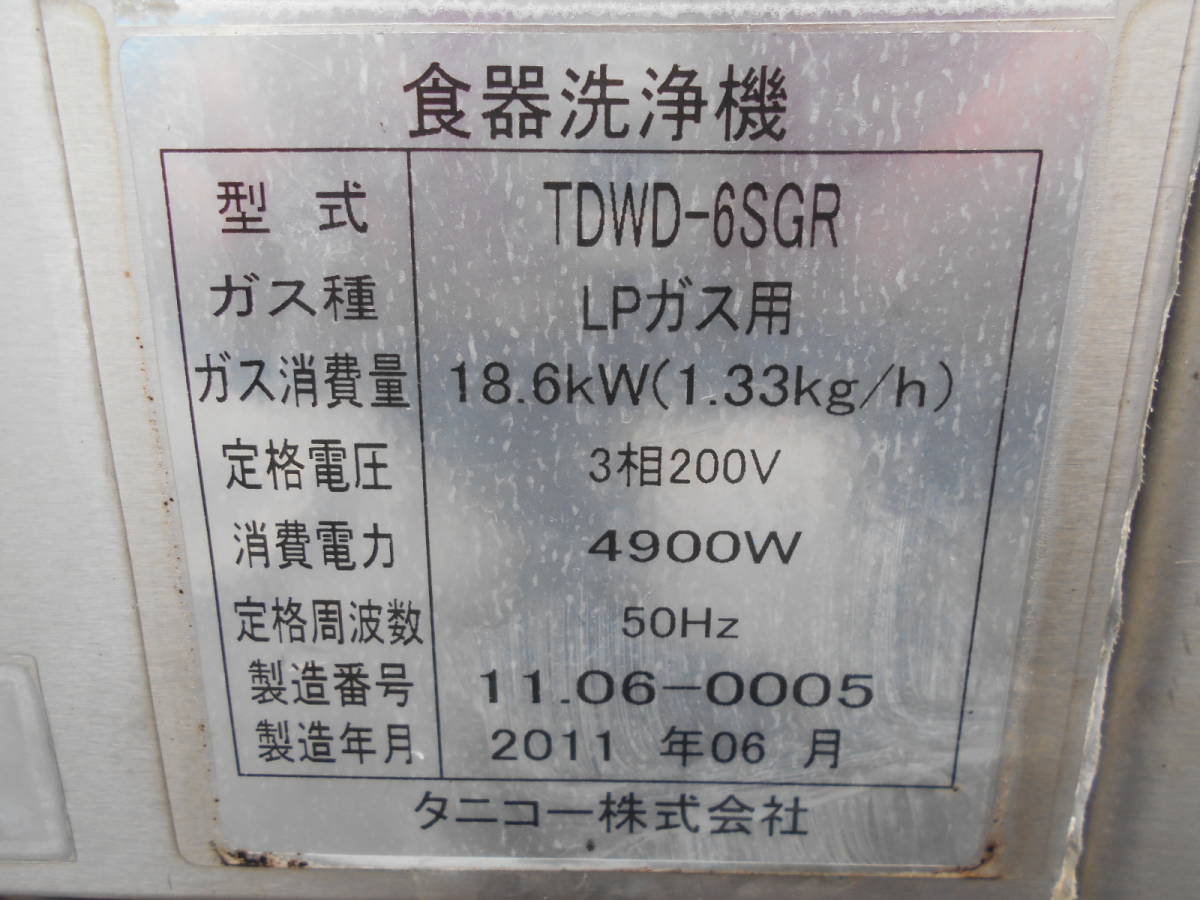 食器洗浄機
型 式 TDWD-6SGR
ガス種 LPガス用
ガス消費量 18.6kW(1.33kg/h)
定格電圧 3相200V
消費電力 4900W
定格周波数 50Hz
製造番号 11.06-0005
製造年月 2011 年06 月
タニコー株式会社